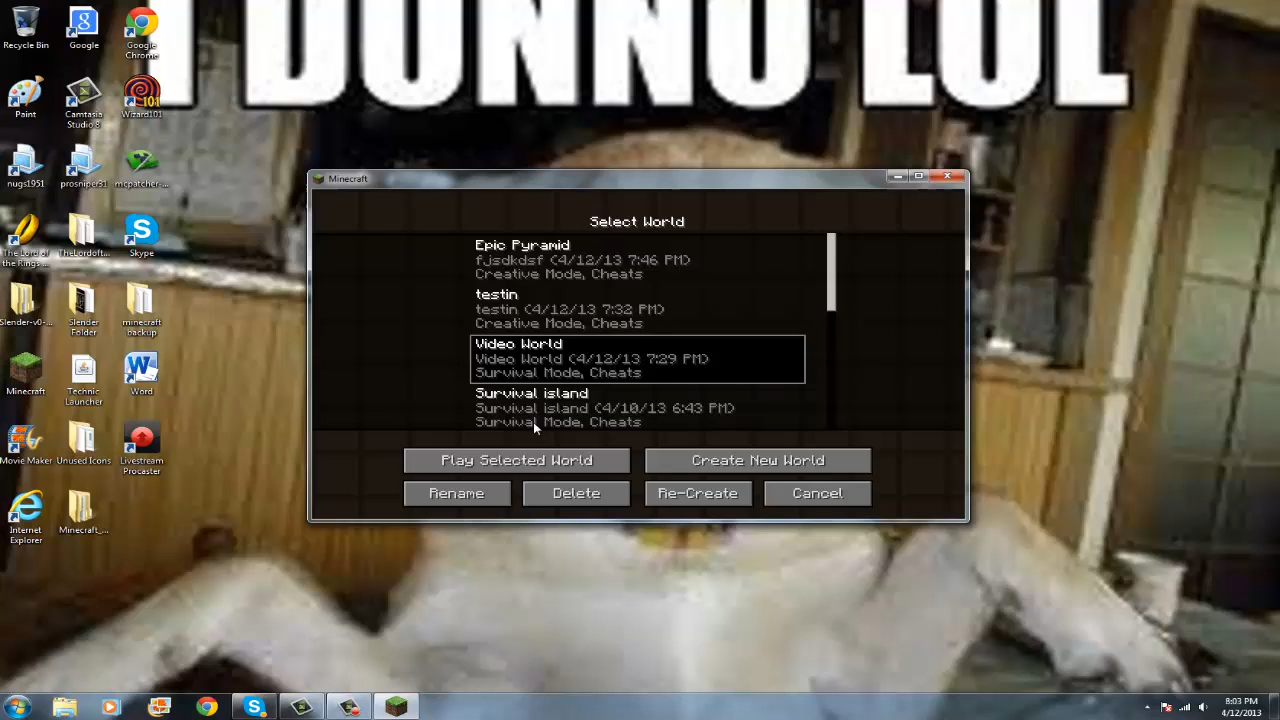 I DUNNO LOL
Recycle Bin
Google
Google Chrome
Paint
Camtasia Studio 8
Wizard101
nugs1951
prosniper31
mcpatcher-...
The Lord of the Rings ...
TheLordoft...
Skype
Slender-v0-...
Slender Folder
minecraft backup
Minecraft
Technic Launcher
Word
Movie Maker
Unused Icons
Livestream Procaster
Internet Explorer
Minecraft_...
Minecraft
Select World
Epic Pyramid
fjsdkdsf (4/12/13 7:46 PM)
Creative Mode, Cheats
testin
testin (4/12/13 7:32 PM)
Creative Mode, Cheats
Video World
Video World (4/12/13 7:29 PM)
Survival Mode, Cheats
Survival island
Survival island (4/10/13 6:43 PM)
Survival Mode, Cheats
Play Selected World
Create New World
Rename
Delete
Re-Create
Cancel
8:03 PM
4/12/2013